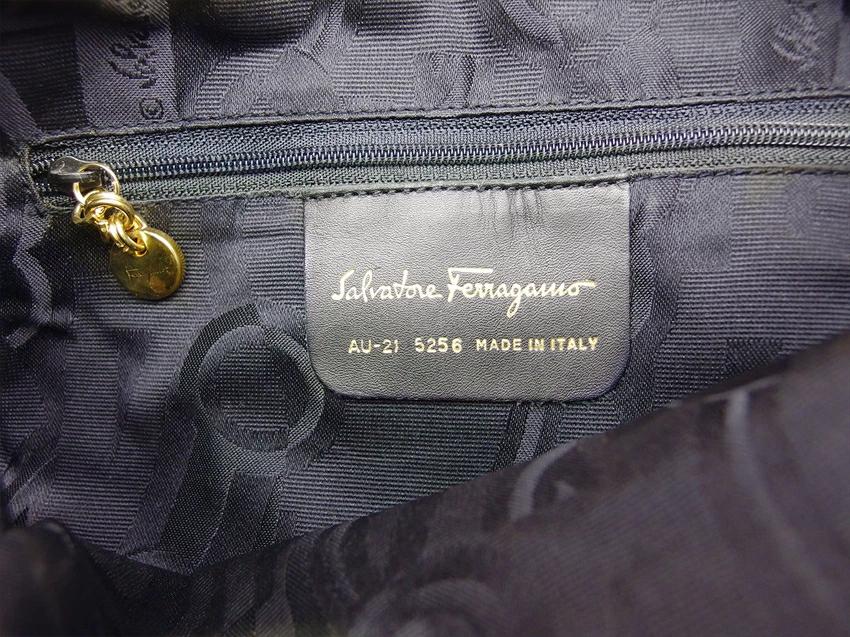 Salvatore Ferragamo
AU-21 5256 MADE IN ITALY